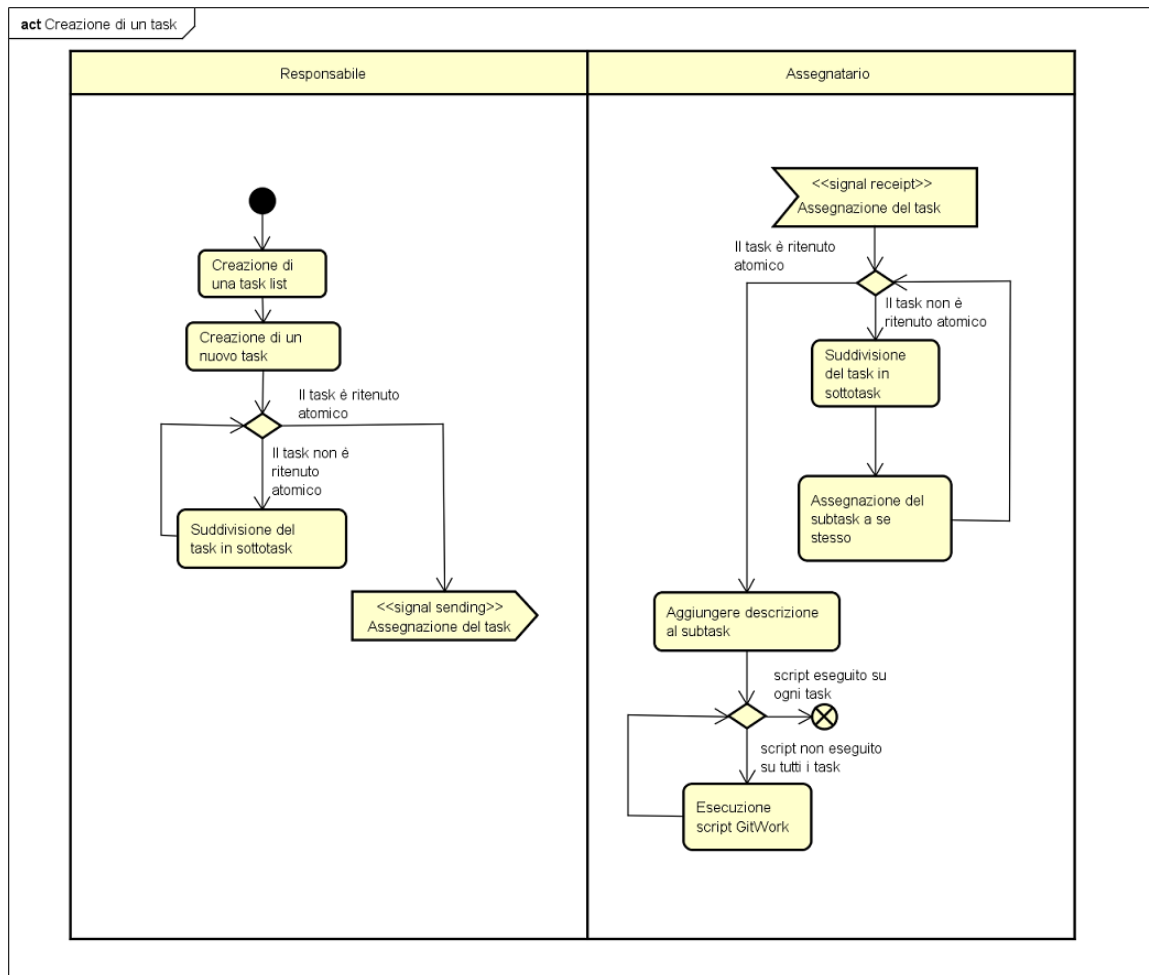 act Creazione di un task
Responsabile
Assegnatario
Creazione di
una task list
Creazione di un
nuovo task
Il task è ritenuto
atomico
Il task non è
ritenuto
atomico
Suddivisione del
task in sottotask
<<signal sending>>
Assegnazione del task
<<signal receipt>>
Assegnazione del task
Il task è ritenuto
atomico
Il task non è
ritenuto atomico
Suddivisione
del task in
sottotask
Assegnazione del
subtask a se
stesso
Aggiungere descrizione
al subtask
script eseguito su
ogni task
script non eseguito
su tutti i task
Esecuzione
script GitWork